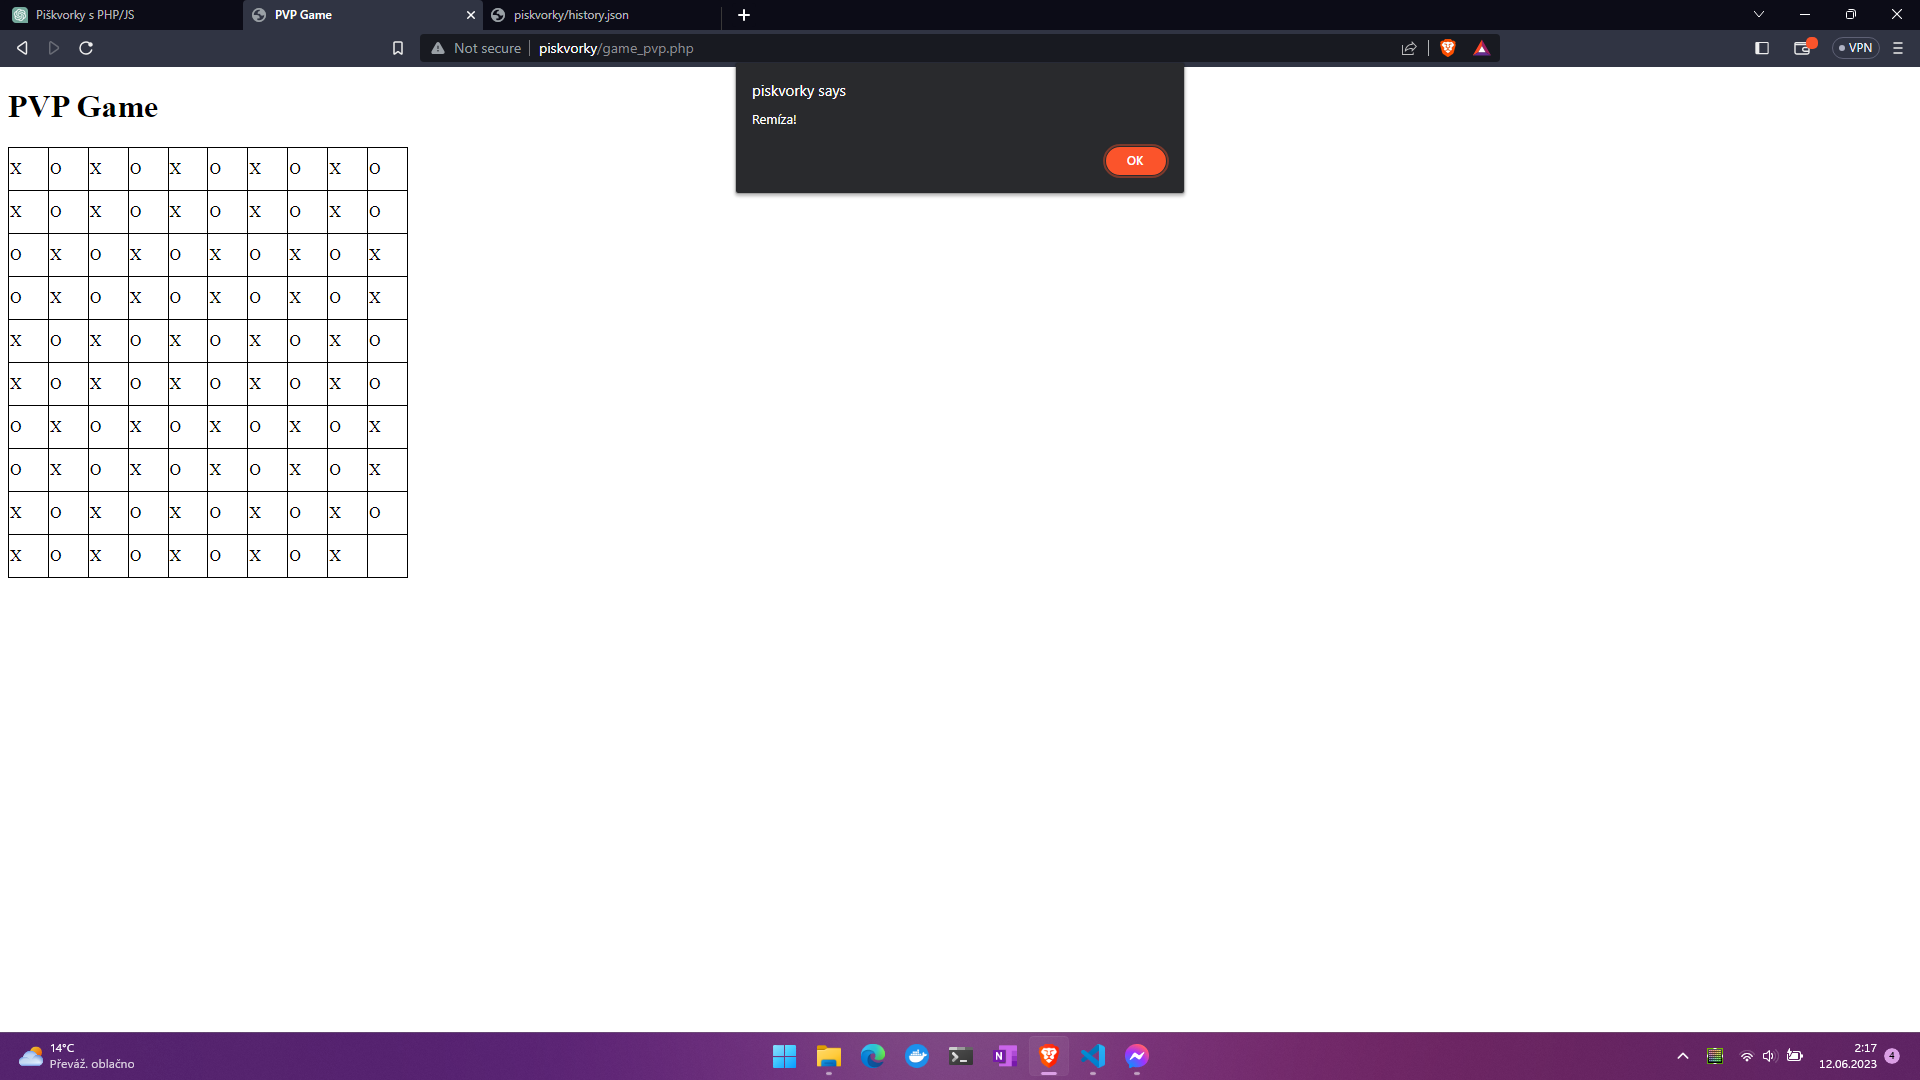 Piškvorky s PHP/JS
PVP Game
piskvorky/history.json
Not secure
piskvorky/game_pvp.php
VPN
piskvorky says
Remíza!
OK
PVP Game
X O X O X O X O X O
X O X O X O X O X O
O X O X O X O X O X
O X O X O X O X O X
X O X O X O X O X O
X O X O X O X O X O
O X O X O X O X O X
O X O X O X O X O X
X O X O X O X O X O
X O X O X O X O X
14°C
Převáž. oblačno
N
2:17
12.06.2023
4